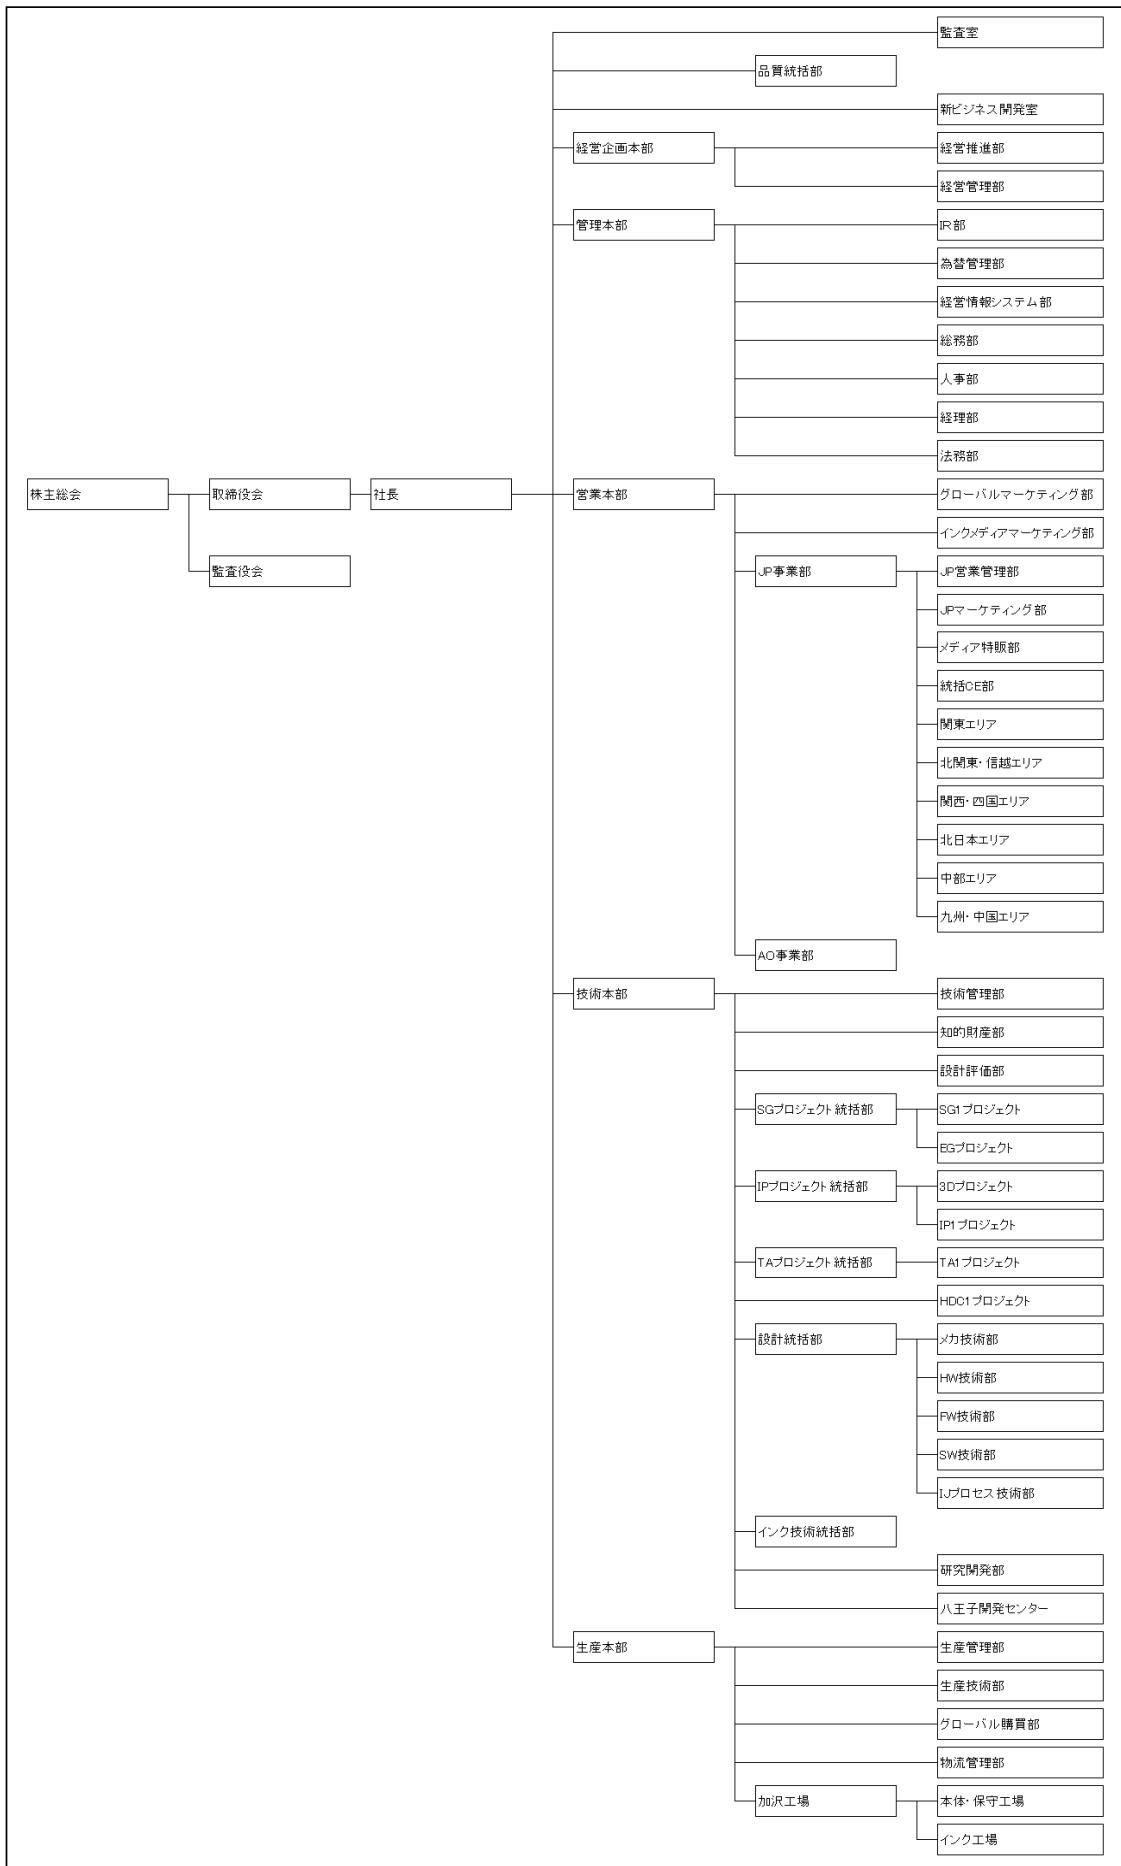 監査室
品質統括部
新ビジネス開発室
経営企画本部
経営推進部
経営管理部
管理本部
IR部
為替管理部
経営情報システム部
総務部
人事部
経理部
法務部
株主総会
取締役会
社長
営業本部
グローバルマーケティング部
インクメディアマーケティング部
監査役会
JP事業部
JP営業管理部
JPマーケティング部
メディア特販部
統括CE部
関東エリア
北関東・信越エリア
関西・四国エリア
北日本エリア
中部エリア
九州・中国エリア
AO事業部
技術本部
技術管理部
知的財産部
設計評価部
SGプロジェクト統括部
SG1プロジェクト
EGプロジェクト
IPプロジェクト統括部
3Dプロジェクト
IP1プロジェクト
TAプロジェクト統括部
TA1プロジェクト
HDC1プロジェクト
設計統括部
メカ技術部
HW技術部
FW技術部
SW技術部
IJプロセス技術部
インク技術統括部
研究開発部
八王子開発センター
生産本部
生産管理部
生産技術部
グローバル購買部
物流管理部
加沢工場
本体・保守工場
インク工場